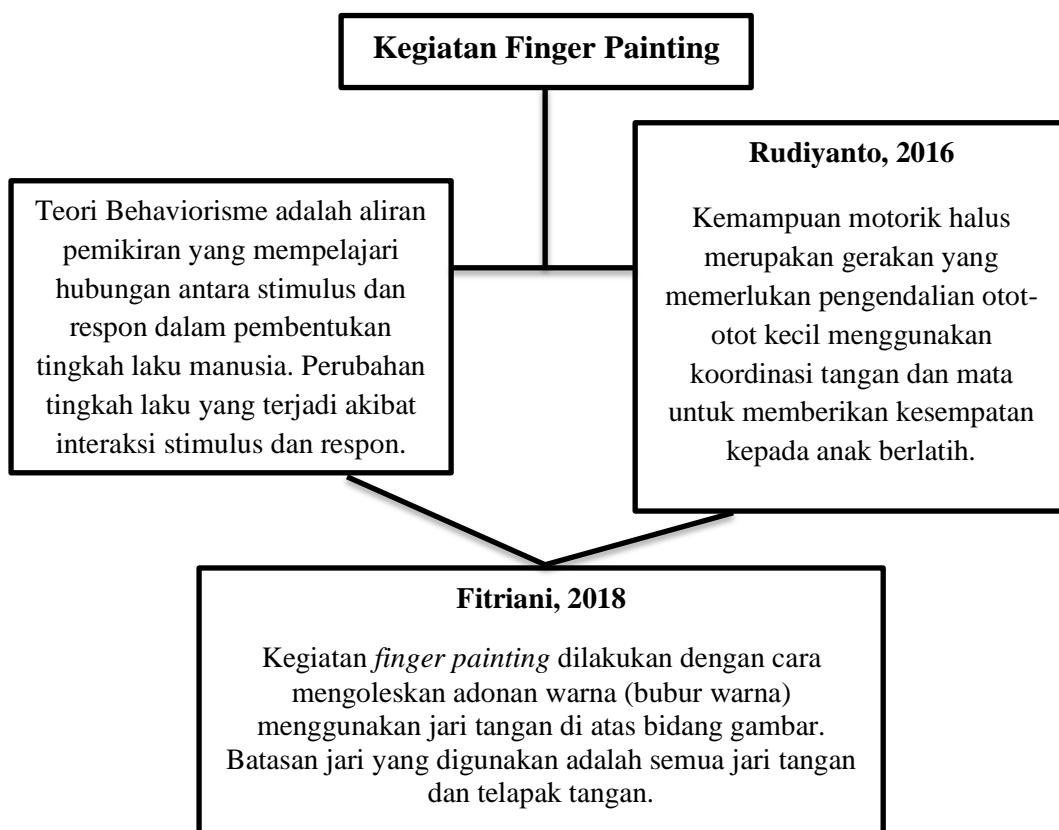 Kegiatan Finger Painting
Teori Behaviorisme adalah aliran
pemikiran yang mempelajari
hubungan antara stimulus dan
respon dalam pembentukan
tingkah laku manusia. Perubahan
tingkah laku yang terjadi akibat
interaksi stimulus dan respon.
Rudiyanto, 2016
Kemampuan motorik halus
merupakan gerakan yang
memerlukan pengendalian otot-
otot kecil menggunakan
koordinasi tangan dan mata
untuk memberikan kesempatan
kepada anak berlatih.
Fitriani, 2018
Kegiatan finger painting dilakukan dengan cara
mengoleskan adonan warna (bubur warna)
menggunakan jari tangan di atas bidang gambar.
Batasan jari yang digunakan adalah semua jari tangan
dan telapak tangan.